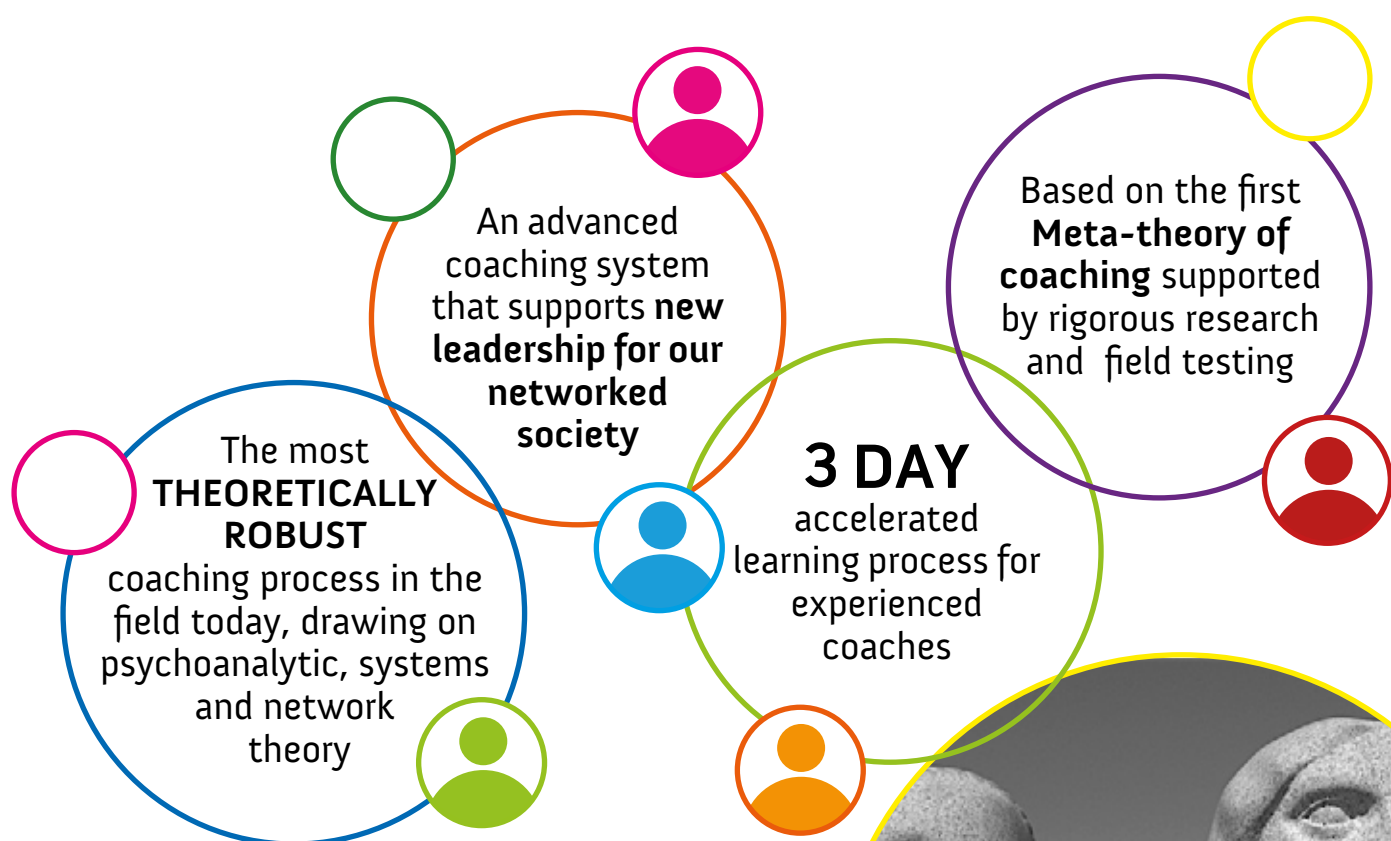 An advanced
coaching system
that supports new
leadership for our
networked
society
Based on the first
Meta-theory of
coaching supported
by rigorous research
and field testing
The most
THEORETICALLY
ROBUST
coaching process in the
field today, drawing on
psychoanalytic, systems
and network
theory
3 DAY
accelerated
learning process for
experienced
coaches